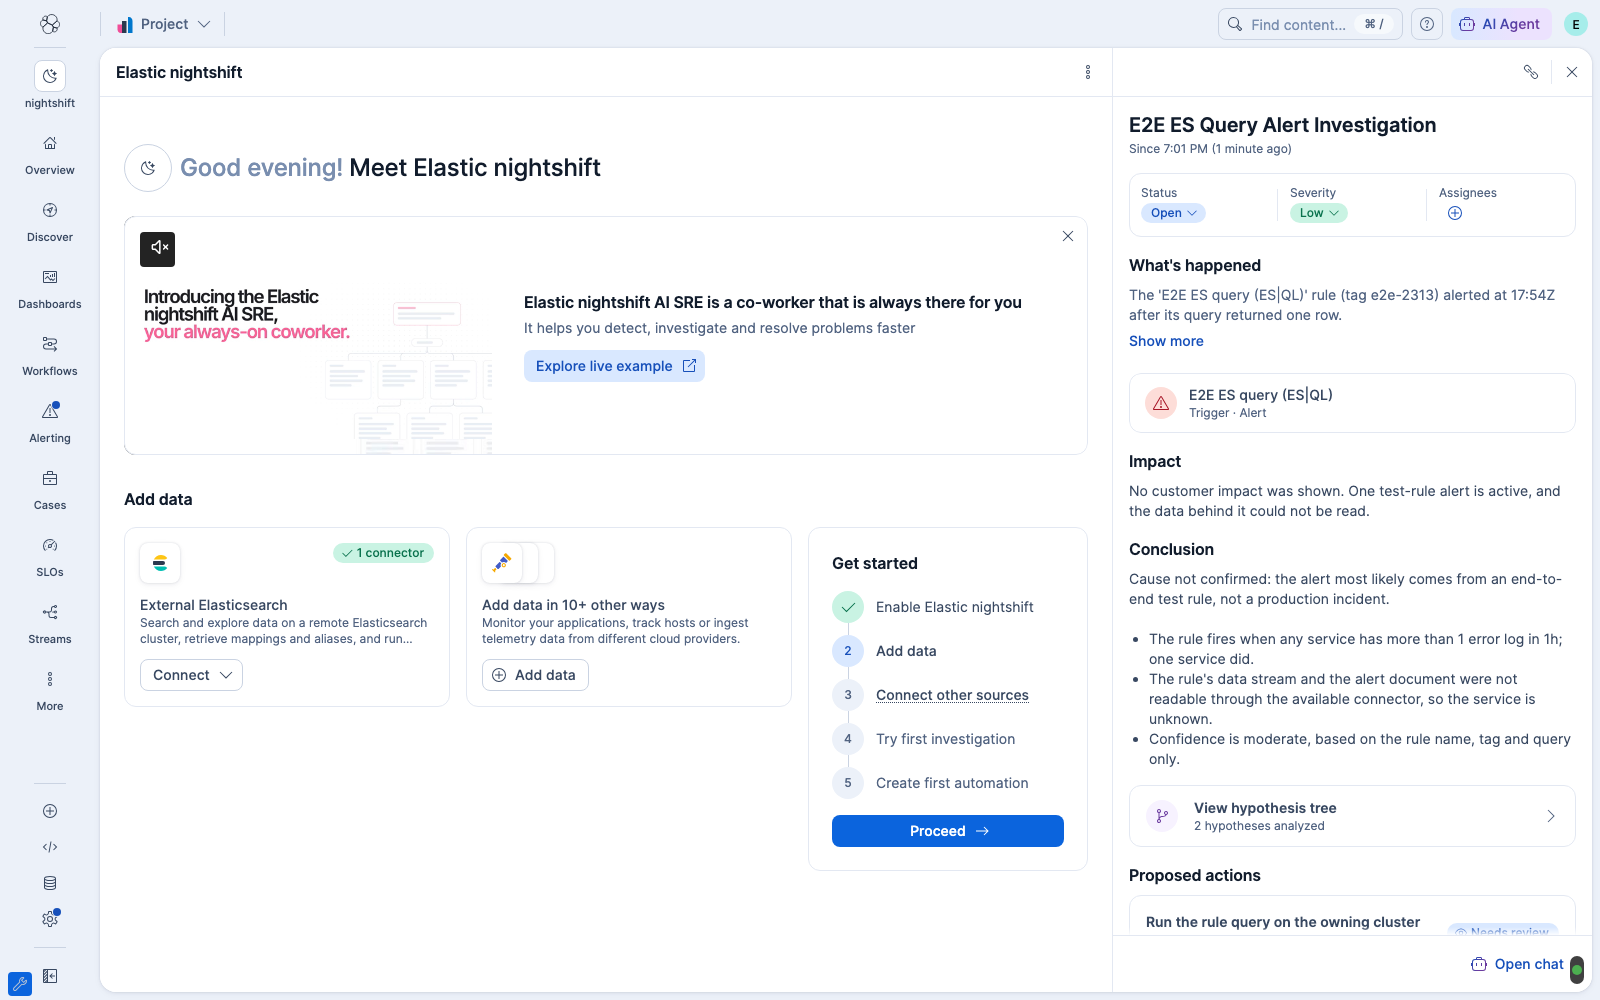 Project
Find content...
⌘ /
AI Agent
E
nightshift
Overview
Discover
Dashboards
Workflows
Alerting
Cases
SLOs
Streams
More
Elastic nightshift
Good evening! Meet Elastic nightshift
Introducing the Elastic
nightshift AI SRE,
your always-on coworker.
Elastic nightshift AI SRE is a co-worker that is always there for you
It helps you detect, investigate and resolve problems faster
Explore live example
Add data
1 connector
External Elasticsearch
Search and explore data on a remote Elasticsearch
cluster, retrieve mappings and aliases, and run...
Connect
Add data in 10+ other ways
Monitor your applications, track hosts or ingest
telemetry data from different cloud providers.
Add data
Get started
Enable Elastic nightshift
2 Add data
3 Connect other sources
4 Try first investigation
5 Create first automation
Proceed
E2E ES Query Alert Investigation
Since 7:01 PM (1 minute ago)
Status
Open
Severity
Low
Assignees
What's happened
The 'E2E ES query (ES|QL)' rule (tag e2e-2313) alerted at 17:54Z
after its query returned one row.
Show more
E2E ES query (ES|QL)
Trigger · Alert
Impact
No customer impact was shown. One test-rule alert is active, and
the data behind it could not be read.
Conclusion
Cause not confirmed: the alert most likely comes from an end-to-
end test rule, not a production incident.
• The rule fires when any service has more than 1 error log in 1h;
one service did.
• The rule's data stream and the alert document were not
readable through the available connector, so the service is
unknown.
• Confidence is moderate, based on the rule name, tag and query
only.
View hypothesis tree
2 hypotheses analyzed
Proposed actions
Run the rule query on the owning cluster
Needs review
Open chat